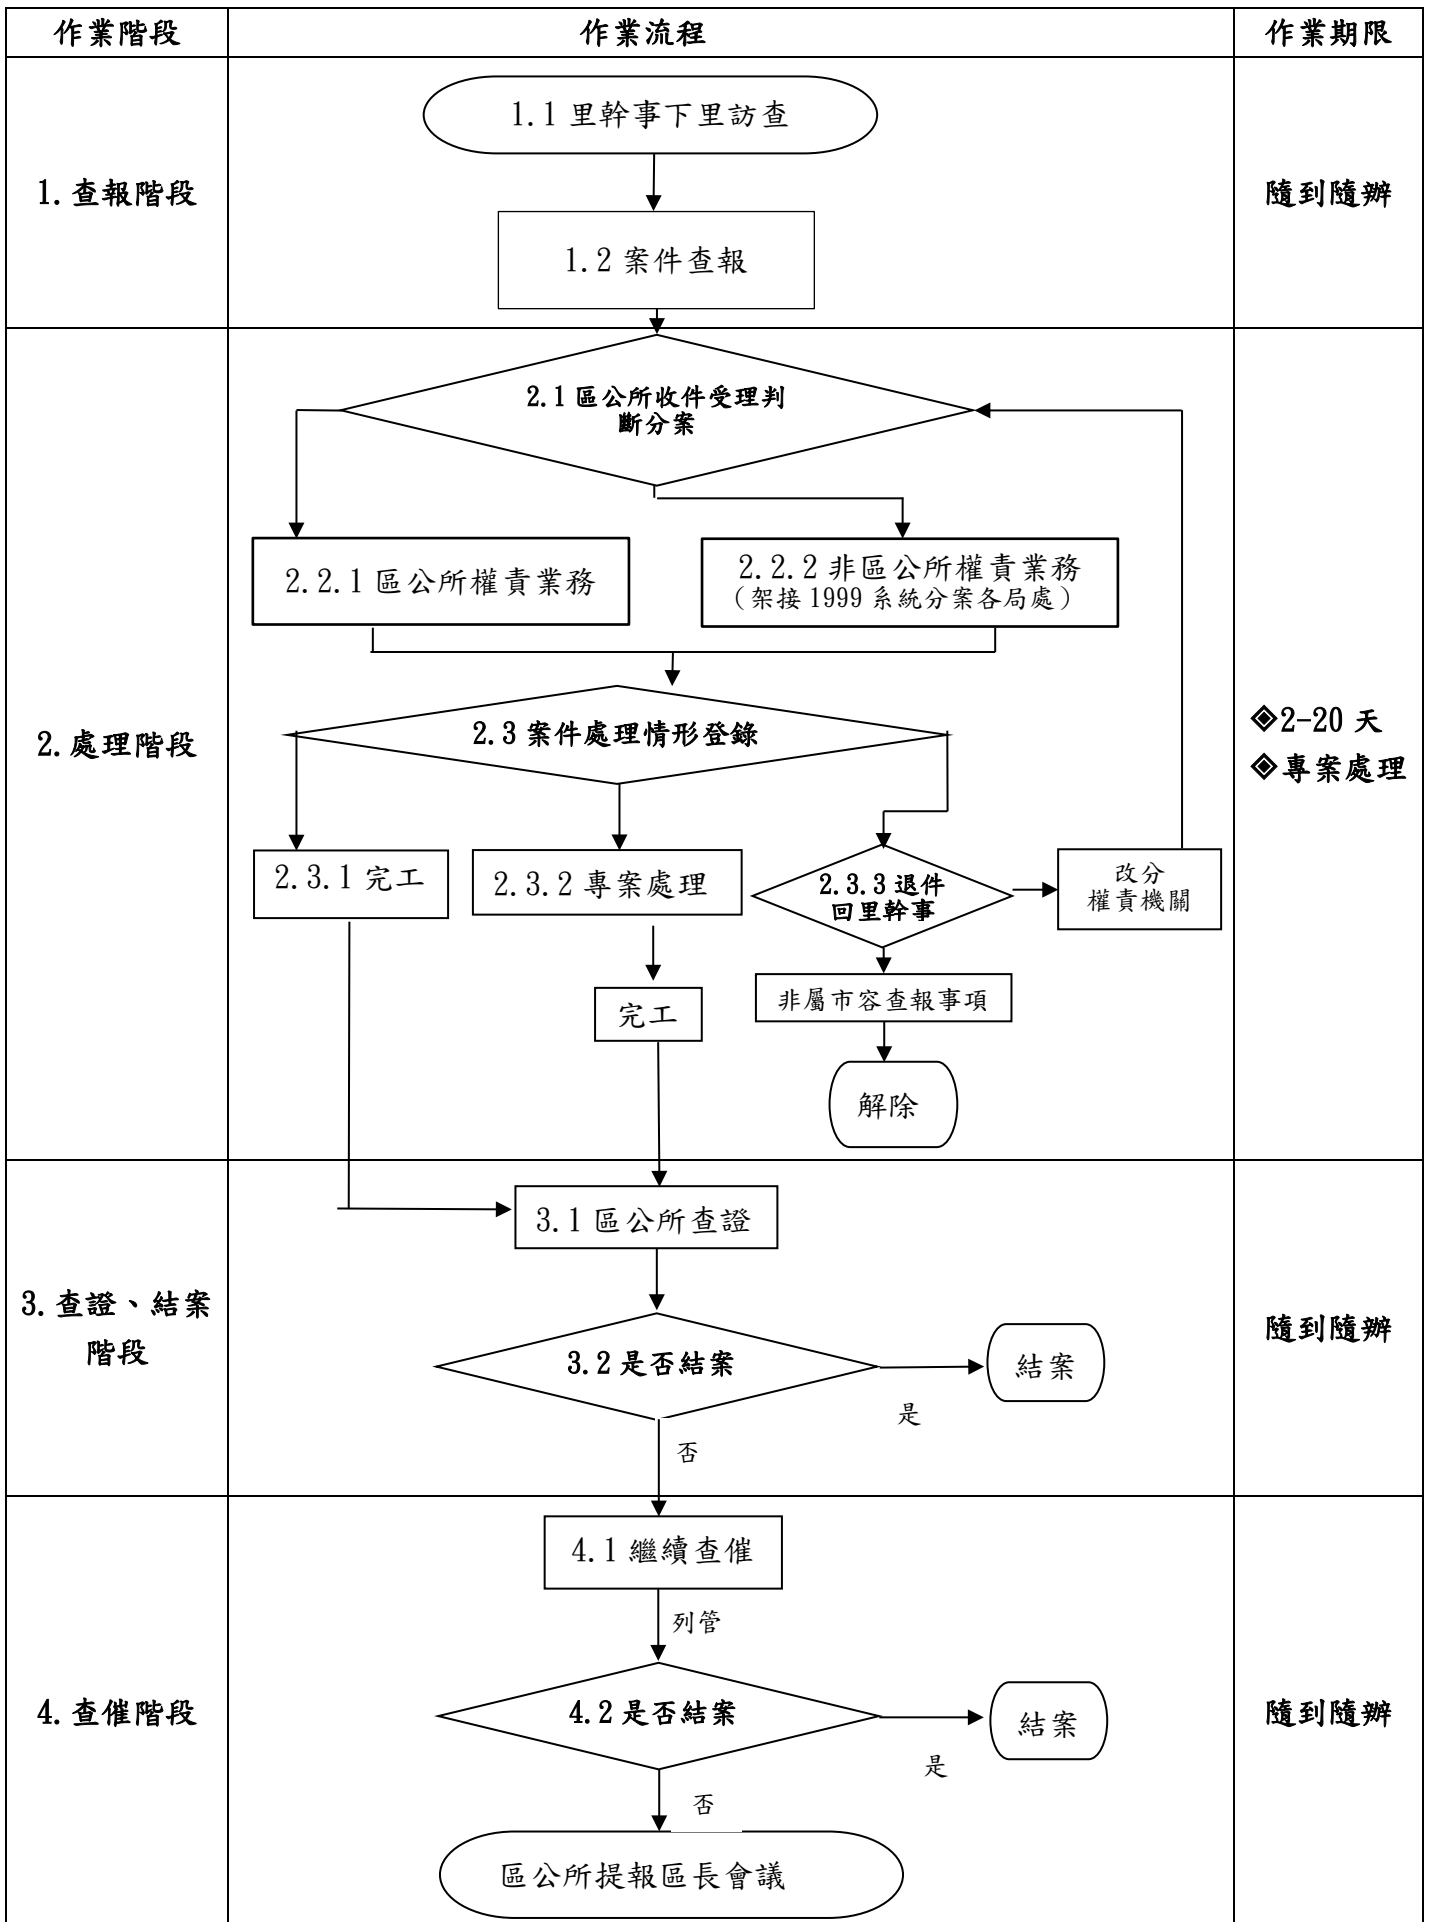 作業階段
作業流程
作業期限
1.1 里幹事下里訪查
1.查報階段
隨到隨辦
1.2 案件查報
2.1 區公所收件受理判
斷分案
2.2.1 區公所權責業務
2.2.2 非區公所權責業務
（架接 1999 系統分案各局處）
2.3 案件處理情形登錄
2.處理階段
◈2-20 天
◈專案處理
2.3.1 完工
2.3.2 專案處理
2.3.3 退件
回里幹事
改分
權責機關
非屬市容查報事項
完工
解除
3.1 區公所查證
3.查證、結案
階段
隨到隨辦
3.2 是否結案
結案
是
否
4.1 繼續查催
列管
4.查催階段
4.2 是否結案
結案
隨到隨辦
是
否
區公所提報區長會議